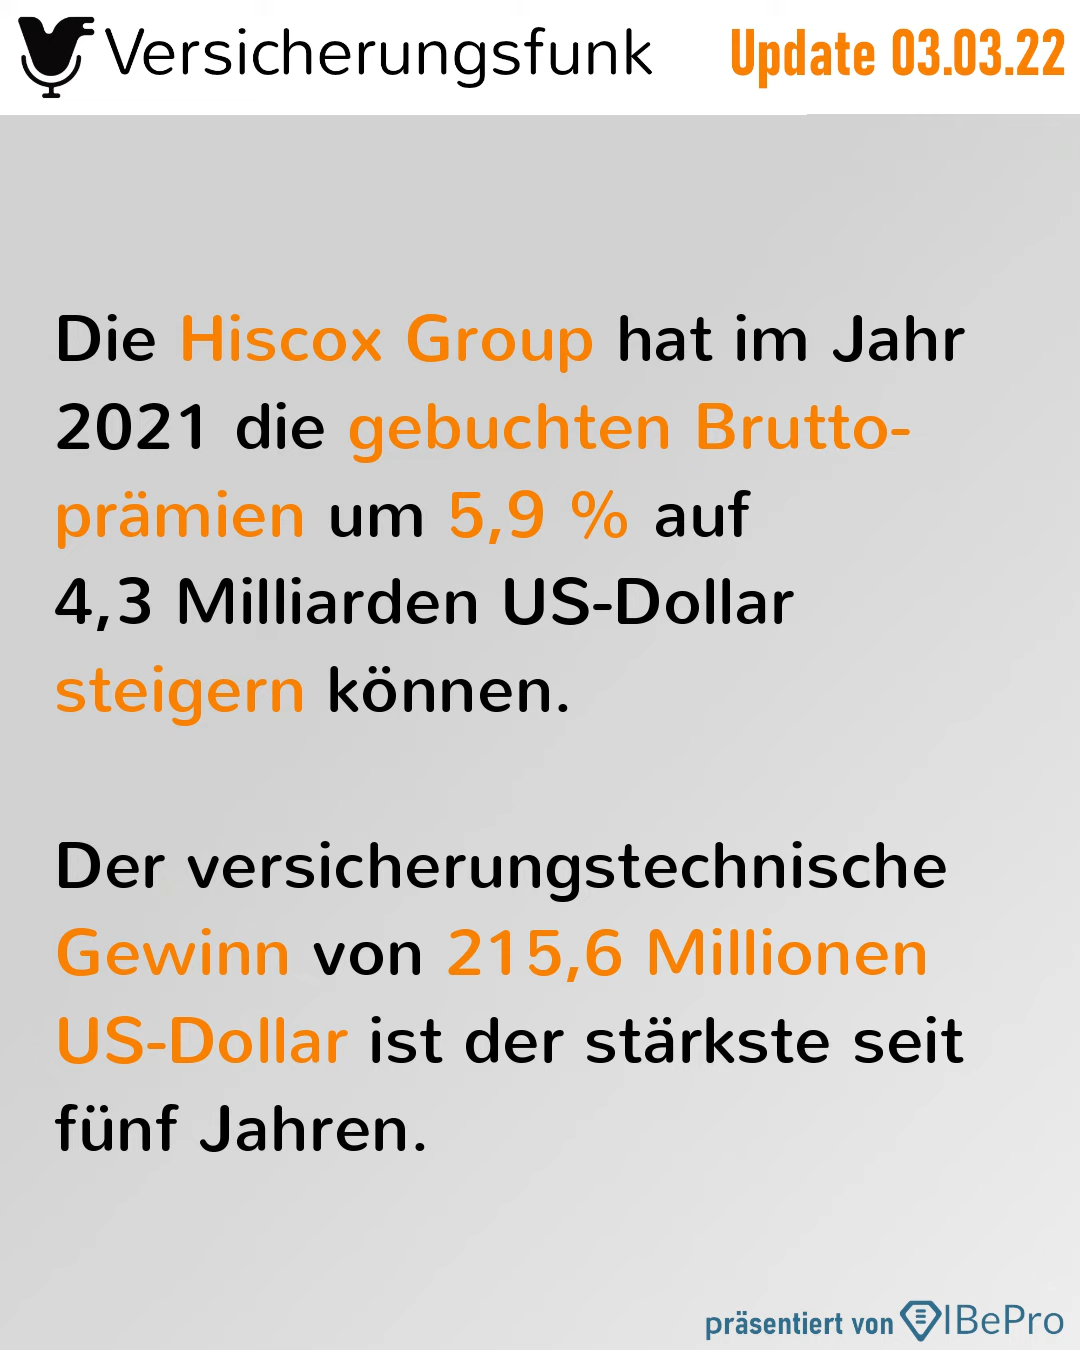 Versicherungsfunk Update 03.03.22
Die Hiscox Group hat im Jahr
2021 die gebuchten Brutto-
prämien um 5,9 % auf
4,3 Milliarden US-Dollar
steigern können.
Der versicherungstechnische
Gewinn von 215,6 Millionen
US-Dollar ist der stärkste seit
fünf Jahren.
präsentiert von IBePro